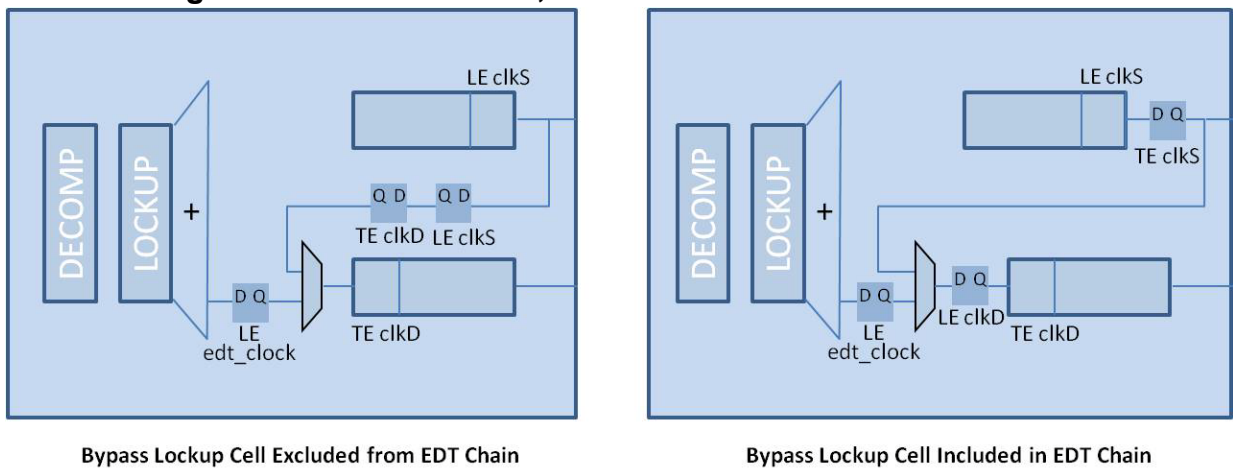 LE clkS
DECOMP
LOCKUP
+
Q D
Q D
TE clkD
LE clkS
D Q
LE
edt_clock
TE clkD
Bypass Lockup Cell Excluded from EDT Chain
LE clkS
D Q
TE clkS
DECOMP
LOCKUP
+
D Q
LE
edt_clock
D Q
LE clkD
TE clkD
Bypass Lockup Cell Included in EDT Chain